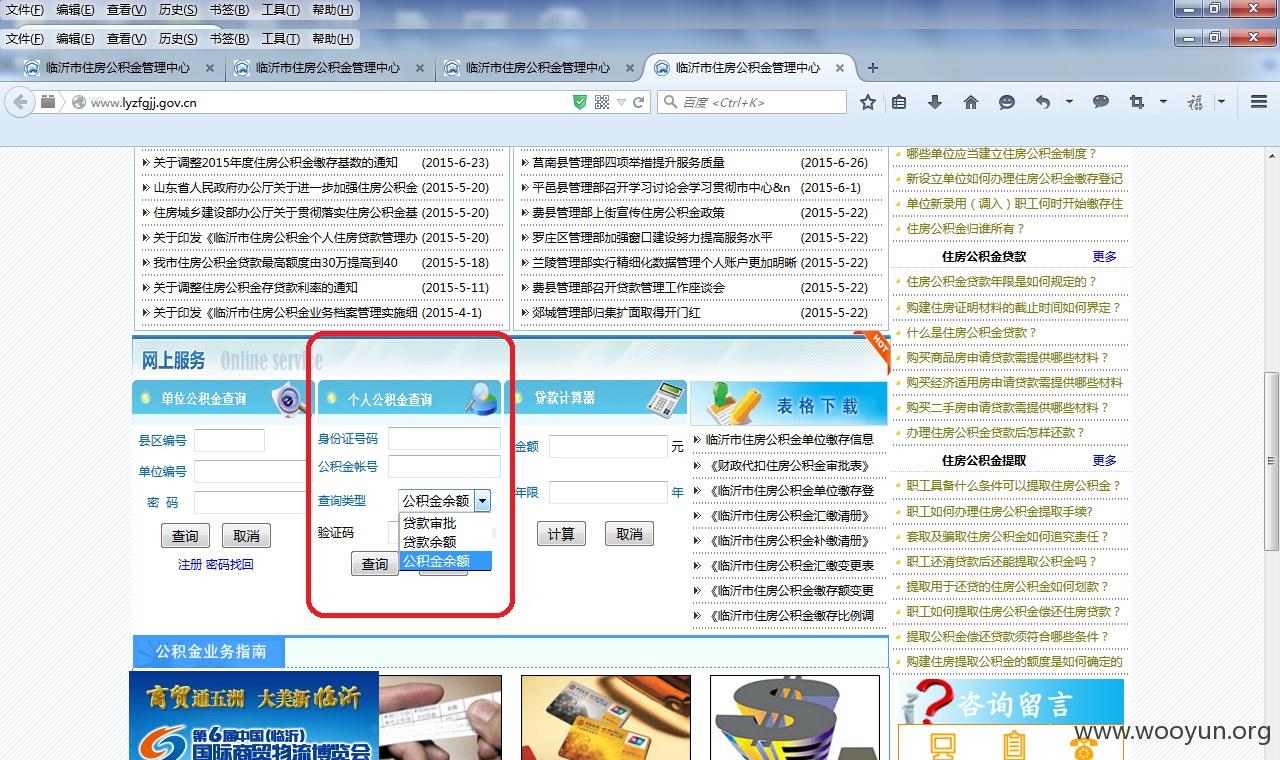 文件(F) 编辑(E) 查看(V) 历史(S) 书签(B) 工具(T) 帮助(H)
文件(F) 编辑(E) 查看(V) 历史(S) 书签(B) 工具(T) 帮助(H)
临沂市住房公积金管理中心 临沂市住房公积金管理中心 临沂市住房公积金管理中心 临沂市住房公积金管理中心
www.lyzfgjj.gov.cn 百度 <Ctrl+K>
关于调整2015年度住房公积金缴存基数的通知 (2015-6-23)
山东省人民政府办公厅关于进一步加强住房公积金 (2015-5-20)
住房城乡建设部办公厅关于贯彻落实住房公积金基 (2015-5-20)
关于印发《临沂市住房公积金个人住房贷款管理办 (2015-5-20)
我市住房公积金贷款最高额度由30万提高到40 (2015-5-18)
关于调整住房公积金存贷款利率的通知 (2015-5-11)
关于印发《临沂市住房公积金业务档案管理实施细 (2015-4-1)
莒南县管理部四项举措提升服务质量 (2015-6-26)
平邑县管理部召开学习讨论会学习贯彻市中心&n (2015-6-1)
费县管理部上街宣传住房公积金政策 (2015-5-22)
罗庄区管理部加强窗口建设努力提高服务水平 (2015-5-22)
兰陵管理部实行精细化数据管理个人账户更加明晰 (2015-5-22)
费县管理部召开贷款管理工作座谈会 (2015-5-22)
郯城管理部归集扩面取得开门红 (2015-5-22)
哪些单位应当建立住房公积金制度？
新设立单位如何办理住房公积金缴存登记
单位新录用（调入）职工何时开始缴存住
住房公积金归谁所有？
住房公积金贷款 更多
住房公积金贷款年限是如何规定的？
购建住房证明材料的截止时间如何界定？
什么是住房公积金贷款？
购买商品房申请贷款需提供哪些材料？
购买经济适用房申请贷款需提供哪些材料
购买二手房申请贷款需提供哪些材料？
办理住房公积金贷款后怎样还款？
住房公积金提取 更多
职工具备什么条件可以提取住房公积金？
职工如何办理住房公积金提取手续?
套取及骗取住房公积金如何追究责任？
职工还清贷款后还能提取公积金吗？
提取用于还贷的住房公积金如何划款？
职工如何提取住房公积金偿还住房贷款？
提取公积金偿还贷款须符合哪些条件？
购建住房提取公积金的额度是如何确定的
网上服务 Online service
HOT
单位公积金查询
县区编号
单位编号
密 码
查询 取消
注册 密码找回
个人公积金查询
身份证号码
公积金帐号
查询类型 公积金余额
贷款审批
贷款余额
公积金余额
验证码
查询
贷款计算器
金额 元
年限 年
计算 取消
表格下载
临沂市住房公积金单位缴存信息
《财政代扣住房公积金审批表》
《临沂市住房公积金单位缴存登
《临沂市住房公积金汇缴清册》
《临沂市住房公积金补缴清册》
《临沂市住房公积金汇缴变更表
《临沂市住房公积金缴存额变更
《临沂市住房公积金缴存比例调
公积金业务指南
商贸通五洲 大美新临沂
第6届中国(临沂)
国际商贸物流博览会
咨询留言
www.wooyun.org